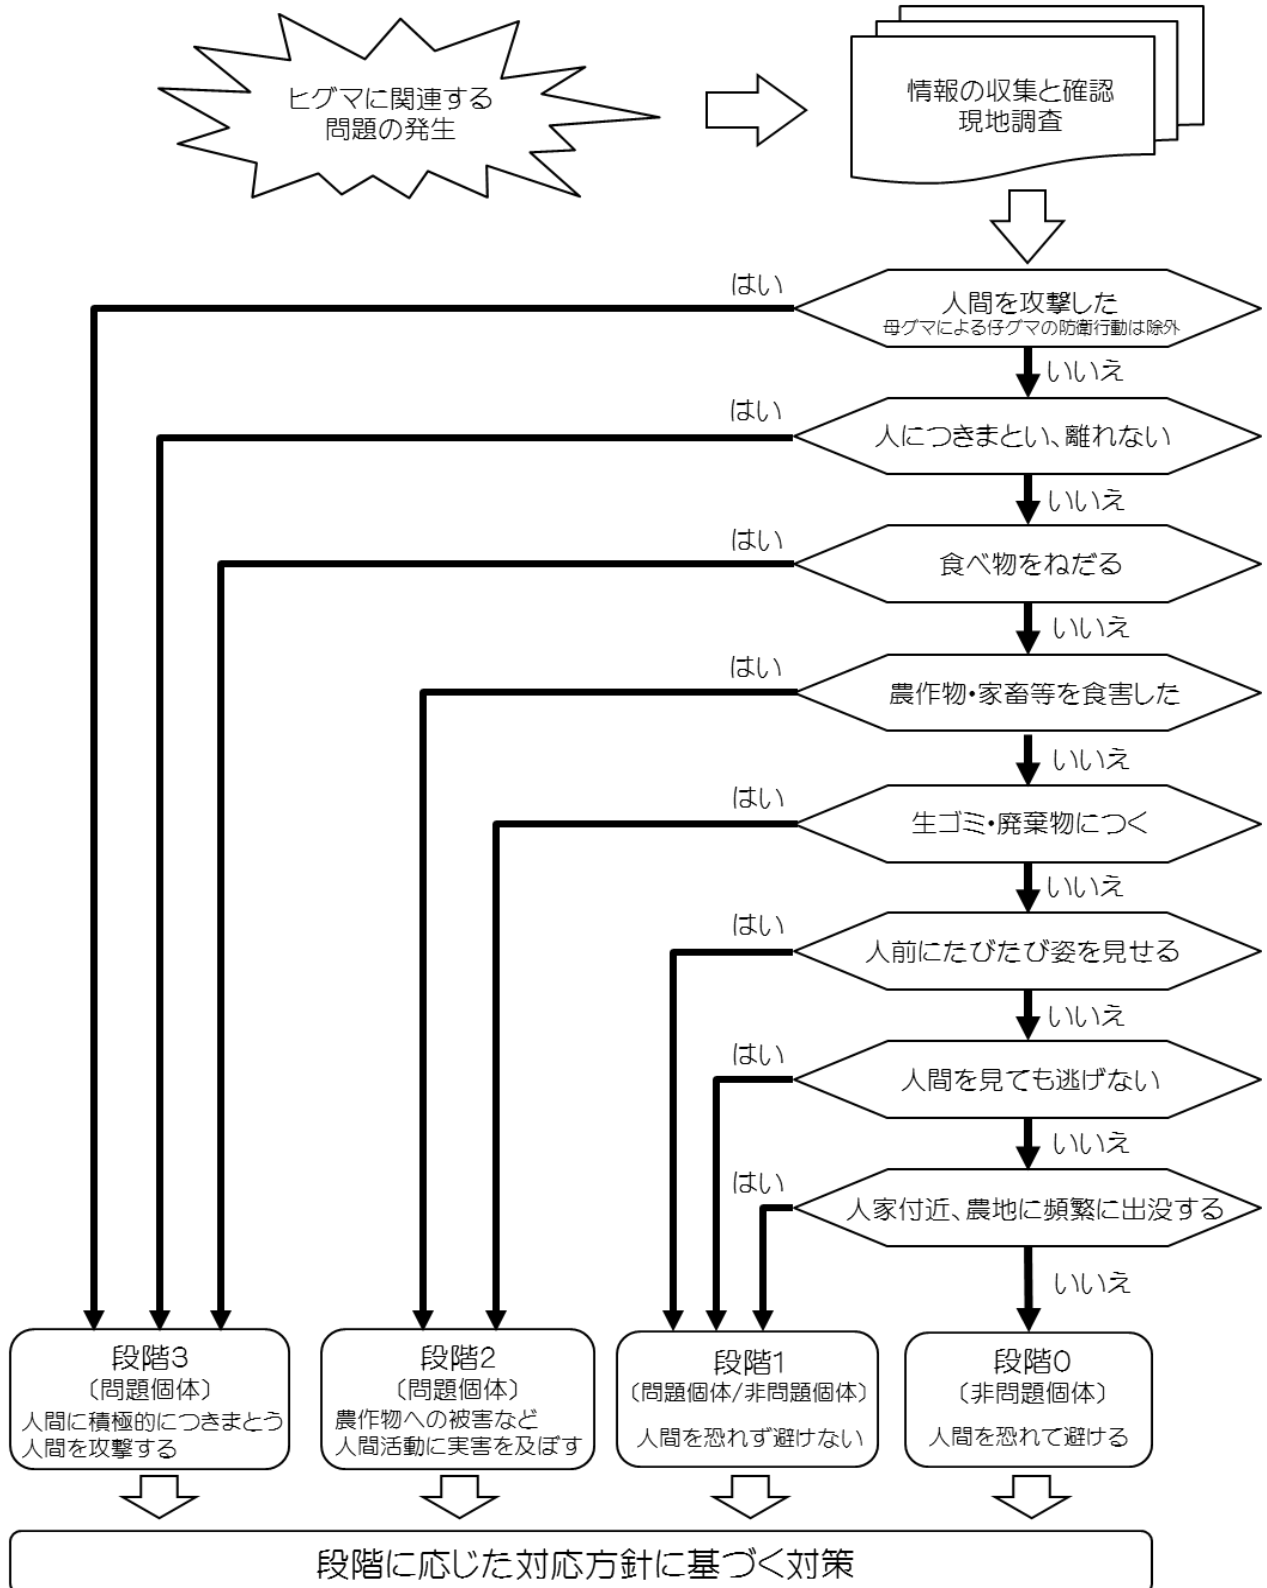 ヒグマに関連する
問題の発生
情報の収集と確認
現地調査
はい
人間を攻撃した
母グマによる仔グマの防衛行動は除外
いいえ
はい
人につきまとい、離れない
いいえ
はい
食べ物をねだる
いいえ
はい
農作物・家畜等を食害した
いいえ
はい
生ゴミ・廃棄物につく
いいえ
はい
人前にたびたび姿を見せる
いいえ
はい
人間を見ても逃げない
いいえ
はい
人家付近、農地に頻繁に出没する
いいえ
段階3
（問題個体）
人間に積極的につきまとう
人間を攻撃する
段階2
（問題個体）
農作物への被害など
人間活動に実害を及ぼす
段階1
（問題個体/非問題個体）
人間を恐れず避けない
段階0
（非問題個体）
人間を恐れて避ける
段階に応じた対応方針に基づく対策